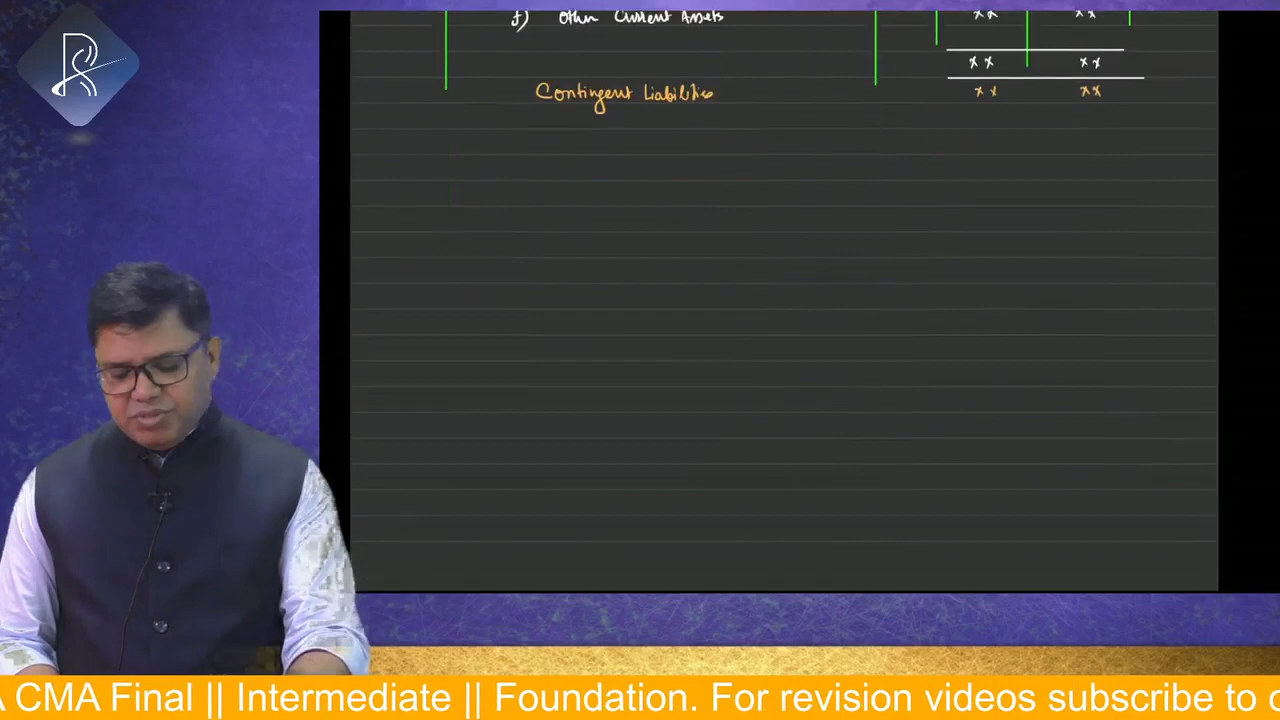 f) Other Current Assets xx xx
xx xx
Contingent Liabilities xx xx
A CMA Final || Intermediate || Foundation. For revision videos subscribe to